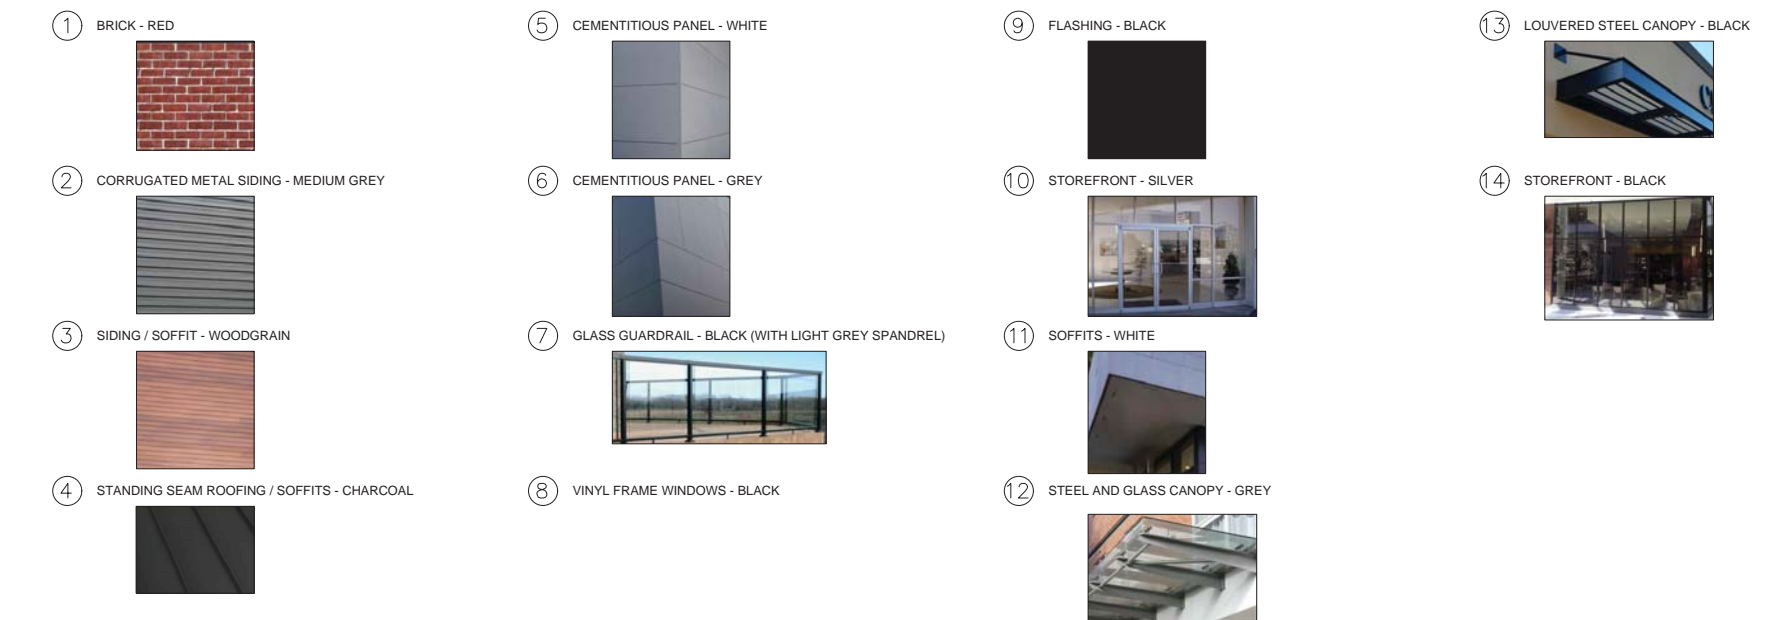 1 BRICK - RED
2 CORRUGATED METAL SIDING - MEDIUM GREY
3 SIDING / SOFFIT - WOODGRAIN
4 STANDING SEAM ROOFING / SOFFITS - CHARCOAL
5 CEMENTITIOUS PANEL - WHITE
6 CEMENTITIOUS PANEL - GREY
7 GLASS GUARDRAIL - BLACK (WITH LIGHT GREY SPANDREL)
8 VINYL FRAME WINDOWS - BLACK
9 FLASHING - BLACK
10 STOREFRONT - SILVER
11 SOFFITS - WHITE
12 STEEL AND GLASS CANOPY - GREY
13 LOUVERED STEEL CANOPY - BLACK
14 STOREFRONT - BLACK